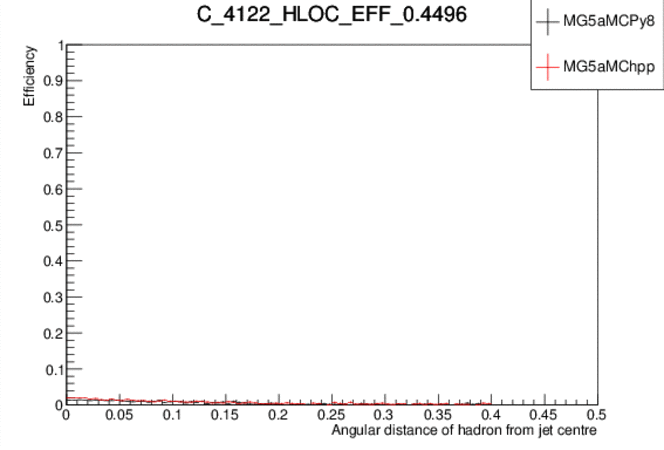 C_4122_HLOC_EFF_0.4496
MG5aMCPy8
MG5aMChpp
Efficiency
1
0.9
0.8
0.7
0.6
0.5
0.4
0.3
0.2
0.1
0
0 0.05 0.1 0.15 0.2 0.25 0.3 0.35 0.4 0.45 0.5
Angular distance of hadron from jet centre